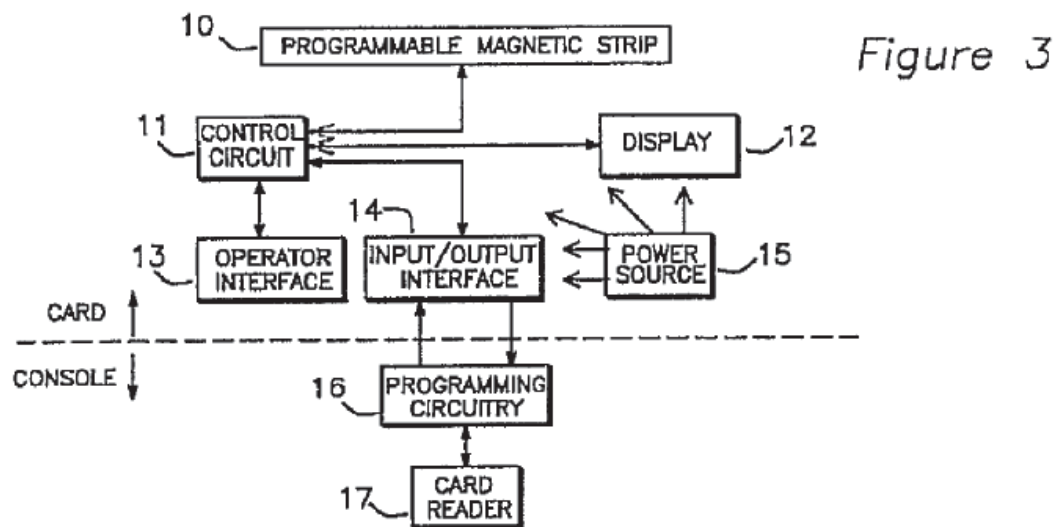 10
PROGRAMMABLE MAGNETIC STRIP
Figure 3
11
CONTROL
CIRCUIT
DISPLAY
12
14
13
OPERATOR
INTERFACE
INPUT/OUTPUT
INTERFACE
POWER
SOURCE
15
CARD
CONSOLE
16
PROGRAMMING
CIRCUITRY
17
CARD
READER